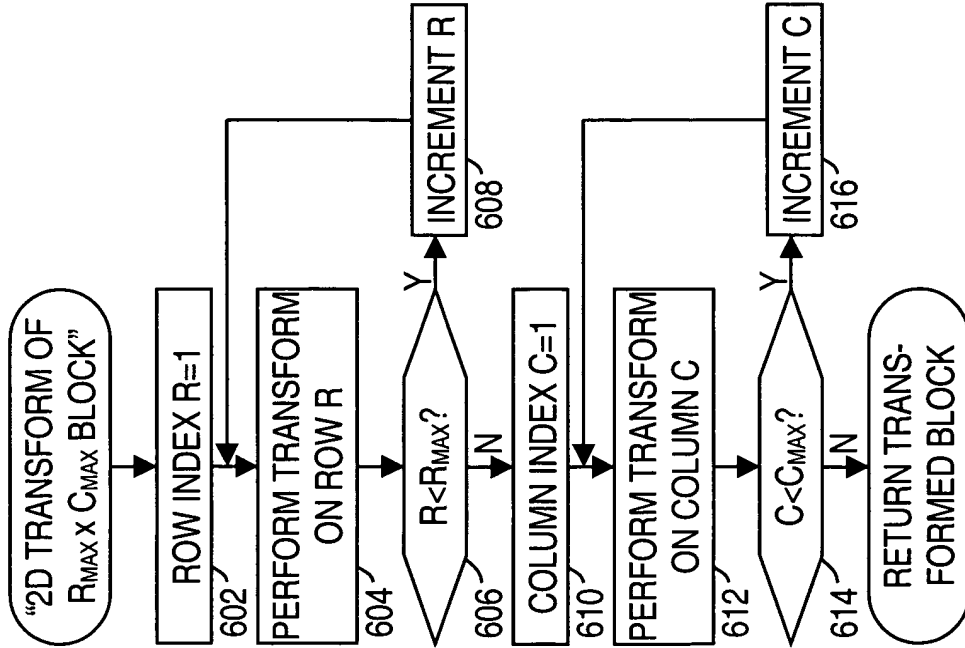 “2D TRANSFORM OF
RMAX X CMAX BLOCK”
ROW INDEX R=1
602
PERFORM TRANSFORM
ON ROW R
604
R<RMAX?
606
Y
N
INCREMENT R
608
COLUMN INDEX C=1
610
PERFORM TRANSFORM
ON COLUMN C
612
C<CMAX?
614
Y
N
INCREMENT C
616
RETURN TRANS-
FORMED BLOCK